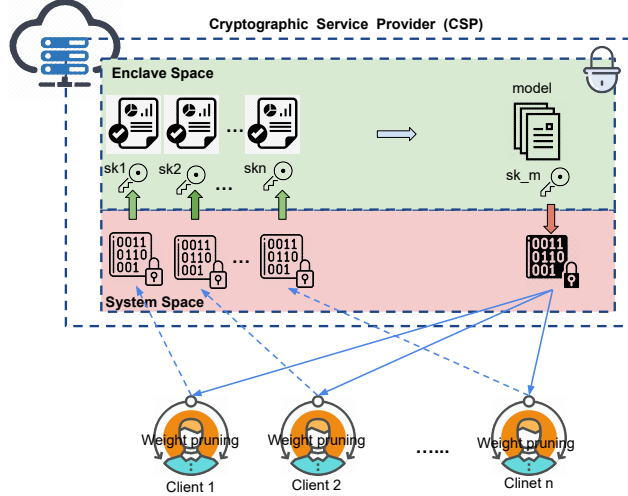 Cryptographic Service Provider (CSP)
Enclave Space
model
...
sk1
sk2
...
skn
sk_m
0011
0110
001
0011
0110
001
...
0011
0110
001
0011
0110
001
System Space
Weight pruning
Weight pruning
......
Weight pruning
Client 1
Client 2
Clinet n